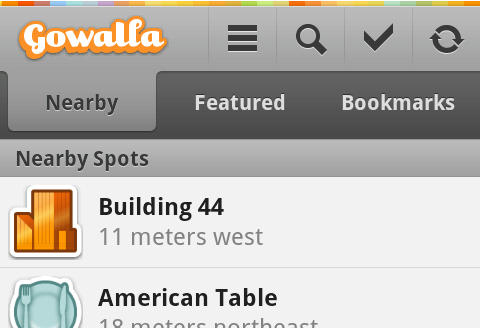 Gowalla
Nearby Featured Bookmarks
Nearby Spots
Building 44
11 meters west
American Table
18 meters northeast